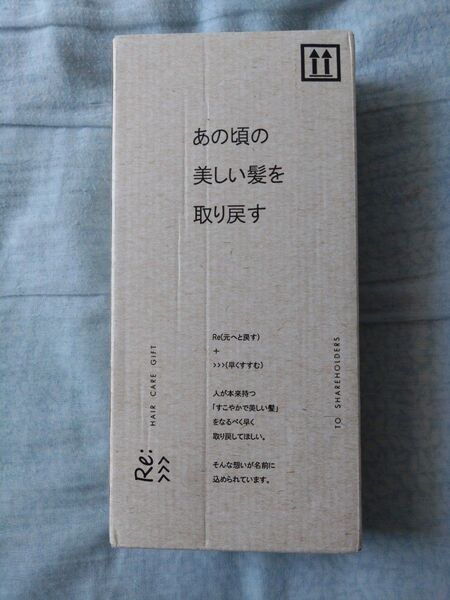 あの頃の
美しい髪を
取り戻す
Re(元へと戻す)
+
>>>(早くすすむ)
人が本来持つ
「すこやかで美しい髪」
をなるべく早く
取り戻してほしい。
そんな想いが名前に
込められています。
Re:
>>>
HAIR CARE GIFT
TO SHAREHOLDERS